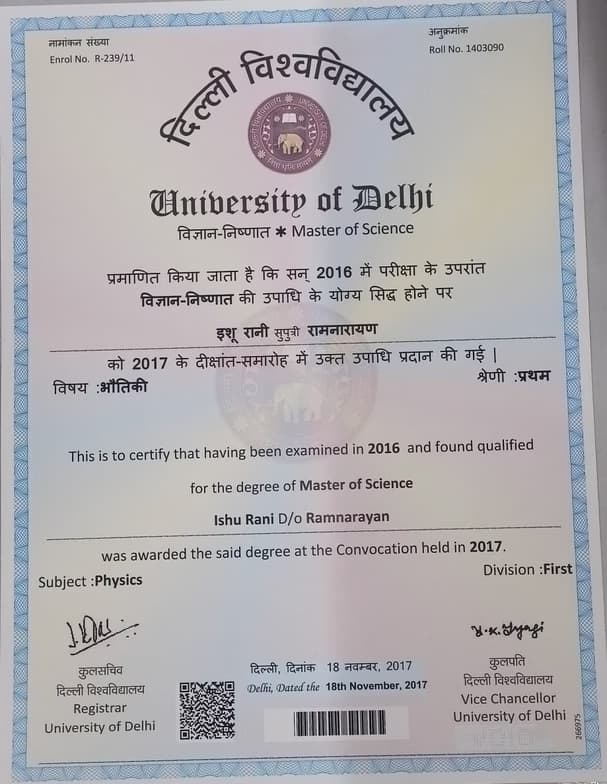 नामांकन संख्या
Enrol No. R-239/11
अनुक्रमांक
Roll No. 1403090
दिल्ली विश्वविद्यालय
University of Delhi
विज्ञान-निष्णात ✱ Master of Science
प्रमाणित किया जाता है कि सन् 2016 में परीक्षा के उपरांत
विज्ञान-निष्णात की उपाधि के योग्य सिद्ध होने पर
इशू रानी सुपुत्री रामनारायण
को 2017 के दीक्षांत-समारोह में उक्त उपाधि प्रदान की गई |
विषय :भौतिकी
श्रेणी :प्रथम
This is to certify that having been examined in 2016 and found qualified
for the degree of Master of Science
Ishu Rani D/o Ramnarayan
was awarded the said degree at the Convocation held in 2017.
Subject :Physics
Division :First
कुलसचिव
दिल्ली विश्वविद्यालय
Registrar
University of Delhi
दिल्ली, दिनांक 18 नवम्बर, 2017
Delhi, Dated the 18th November, 2017
कुलपति
दिल्ली विश्वविद्यालय
Vice Chancellor
University of Delhi
266975